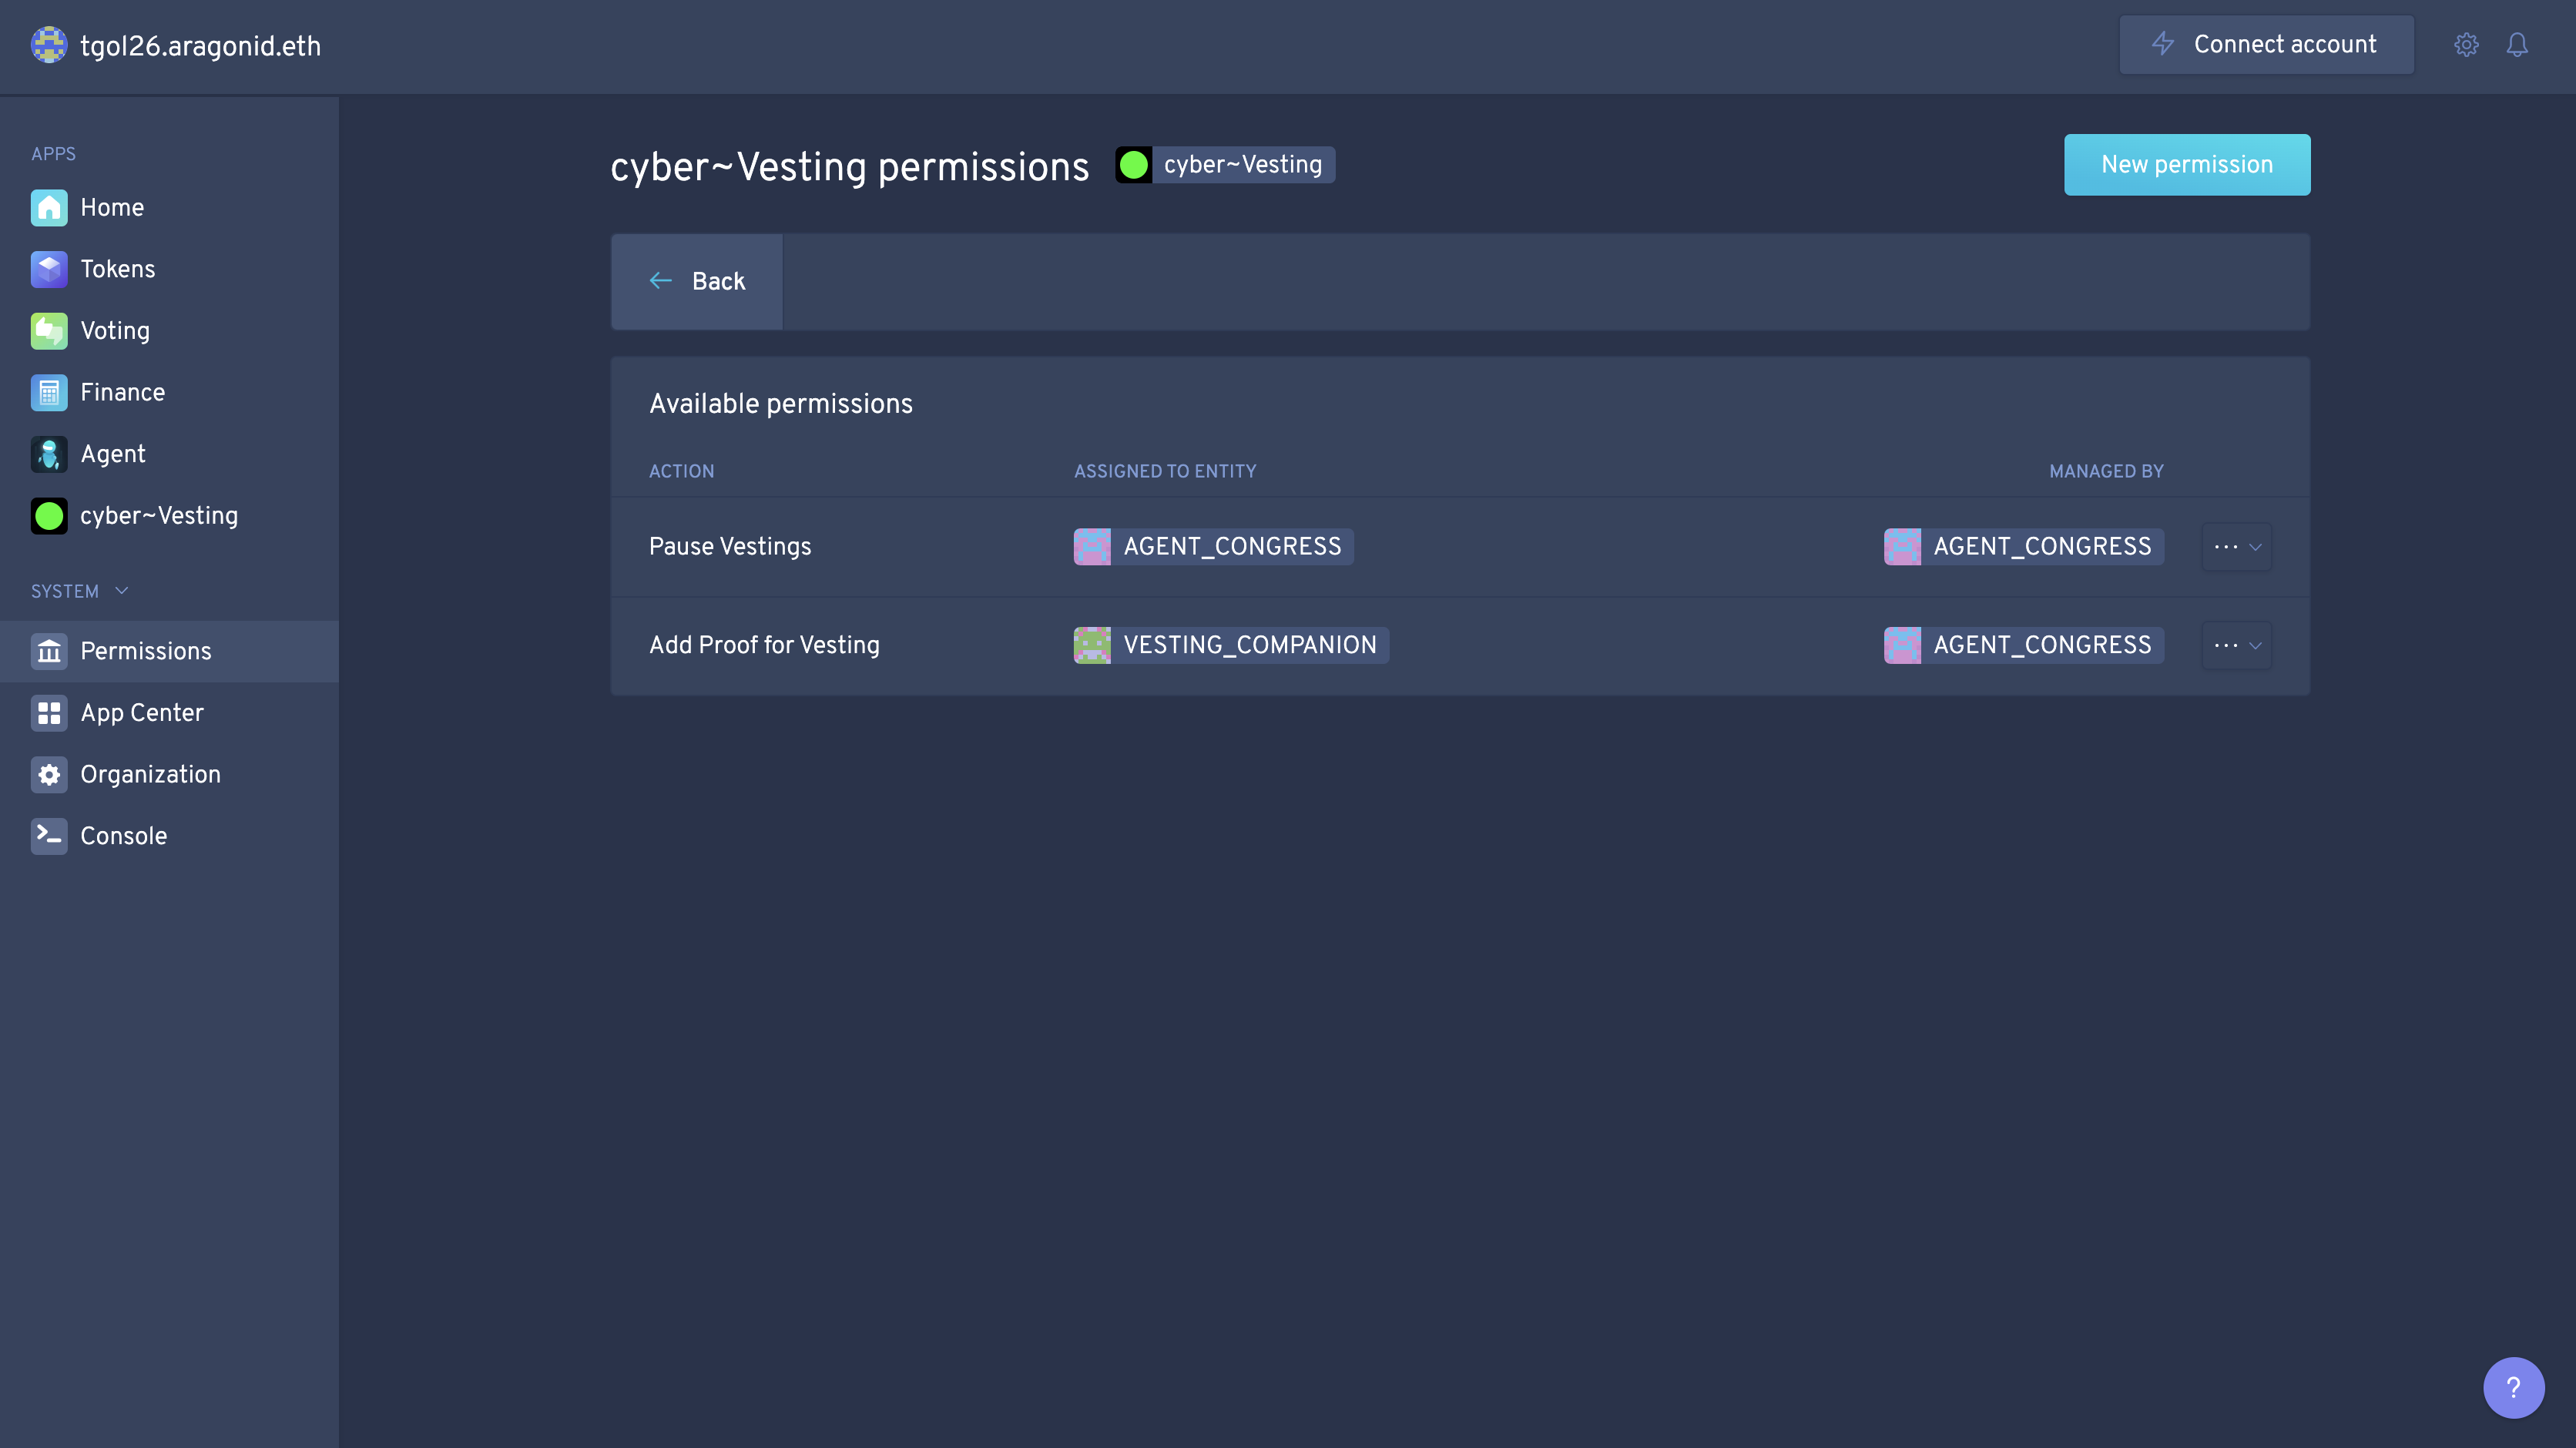 tgol26.aragonid.eth
Connect account
APPS
Home
Tokens
Voting
Finance
Agent
cyber~Vesting
SYSTEM
Permissions
App Center
Organization
Console
cyber~Vesting permissions cyber~Vesting
New permission
Back
Available permissions
ACTION ASSIGNED TO ENTITY MANAGED BY
Pause Vestings AGENT_CONGRESS AGENT_CONGRESS
Add Proof for Vesting VESTING_COMPANION AGENT_CONGRESS
?